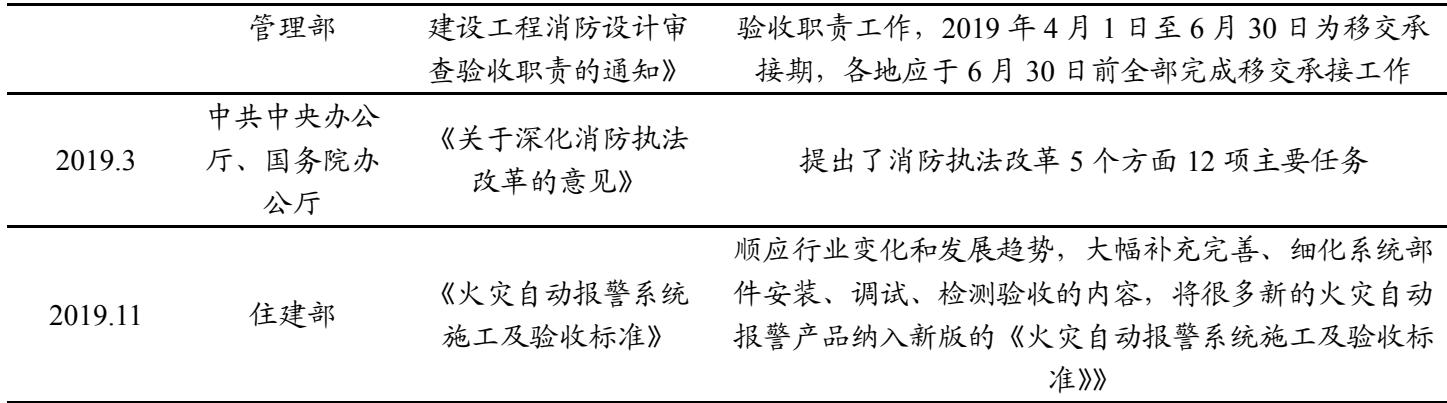 管理部
建设工程消防设计审
查验收职责的通知》
验收职责工作，2019 年 4 月 1 日至 6 月 30 日为移交承
接期，各地应于 6 月 30 日前全部完成移交承接工作
2019.3
中共中央办公
厅、国务院办
公厅
《关于深化消防执法
改革的意见》
提出了消防执法改革 5 个方面 12 项主要任务
2019.11
住建部
《火灾自动报警系统
施工及验收标准》
顺应行业变化和发展趋势，大幅补充完善、细化系统部
件安装、调试、检测验收的内容，将很多新的火灾自动
报警产品纳入新版的《火灾自动报警系统施工及验收标
准》》